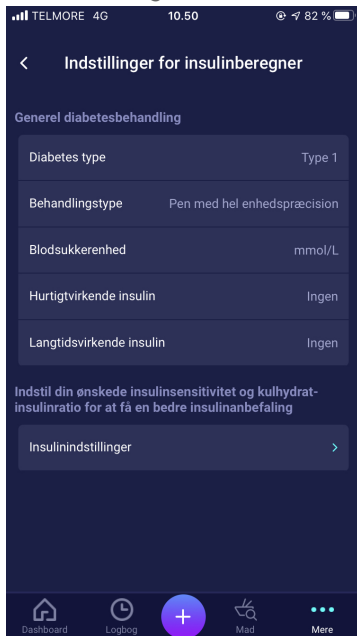 TELMORE 4G 10.50 82 %
Indstillinger for insulinberegner
Generel diabetesbehandling
Diabetes type Type 1
Behandlingstype Pen med hel enhedspræcision
Blodsukkerenhed mmol/L
Hurtigtvirkende insulin Ingen
Langtidsvirkende insulin Ingen
Indstil din ønskede insulinsensitivitet og kulhydrat-
insulinratio for at få en bedre insulinanbefaling
Insulinindstillinger
Dashboard Logbog Mad Mere